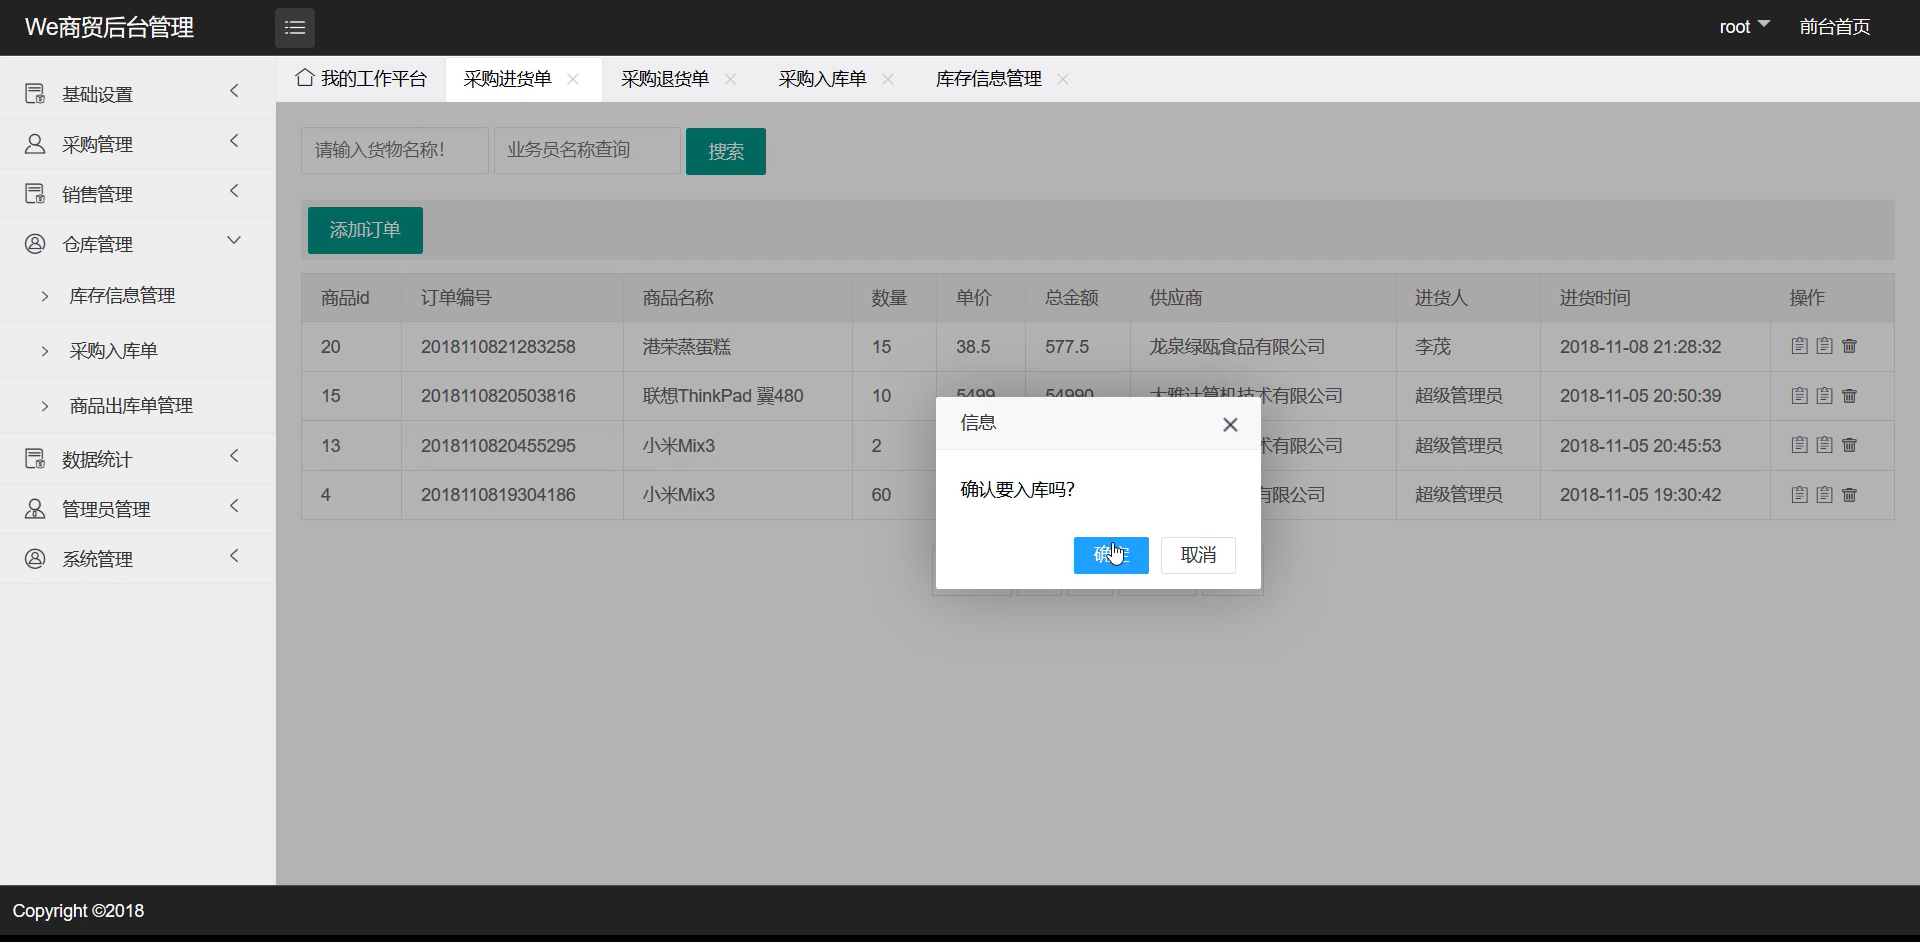 We商贸后台管理
root
前台首页
基础设置
采购管理
销售管理
仓库管理
库存信息管理
采购入库单
商品出库单管理
数据统计
管理员管理
系统管理
我的工作平台 采购进货单 采购退货单 采购入库单 库存信息管理
请输入货物名称! 业务员名称查询 搜索
添加订单
商品id 订单编号 商品名称 数量 单价 总金额 供应商 进货人 进货时间 操作
20 2018110821283258 港荣蒸蛋糕 15 38.5 577.5 龙泉绿瓯食品有限公司 李茂 2018-11-08 21:28:32
15 2018110820503816 联想ThinkPad 翼480 10 5499 54990 大雅计算机技术有限公司 超级管理员 2018-11-05 20:50:39
13 2018110820455295 小米Mix3 2 术有限公司 超级管理员 2018-11-05 20:45:53
4 2018110819304186 小米Mix3 60 有限公司 超级管理员 2018-11-05 19:30:42
信息
确认要入库吗?
确定 取消
Copyright ©2018